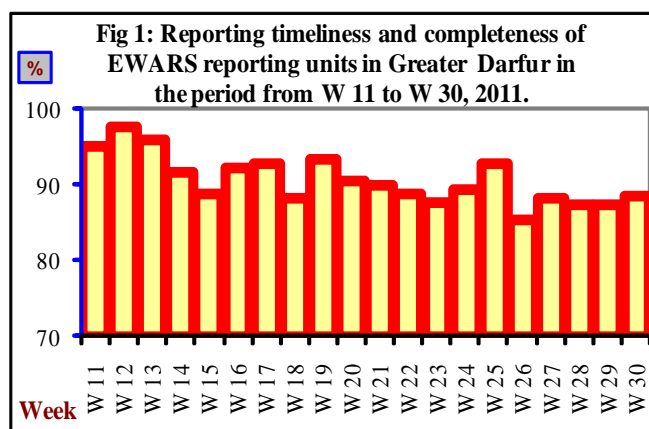 Fig 1: Reporting timeliness and completeness of
EWARS reporting units in Greater Darfur in
the period from W 11 to W 30, 2011.
%
100
90
80
70
W 11 W 12 W 13 W 14 W 15 W 16 W 17 W 18 W 19 W 20 W 21 W 22 W 23 W 24 W 25 W 26 W 27 W 28 W 29 W 30
Week